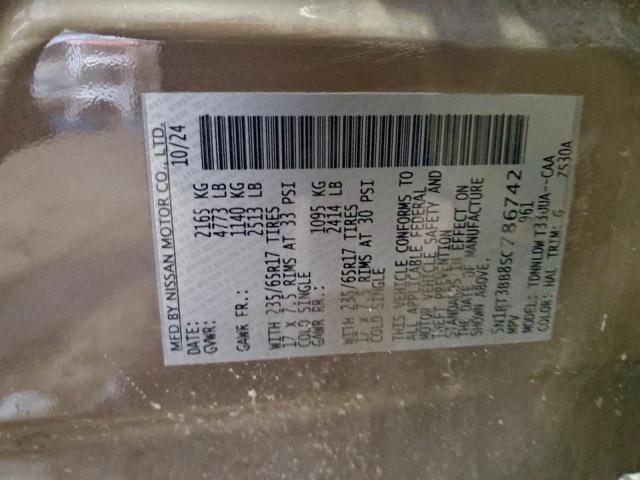 MFD BY NISSAN MOTOR CO., LTD.
DATE: 10/24
GVWR: 2165 KG
4773 LB
GAWR FR.: 1140 KG
2513 LB
WITH 235/65R17 TIRES
17 X 7.5 RIMS AT 33 PSI
COLD SINGLE
GAWR RR.: 1095 KG
2414 LB
WITH 235/65R17 TIRES
RIMS AT 30 PSI
COLD SINGLE
THIS VEHICLE CONFORMS TO
ALL APPLICABLE FEDERAL
MOTOR VEHICLE SAFETY AND
THEFT PREVENTION
STANDARDS IN EFFECT ON
THE DATE OF MANUFACTURE
SHOWN ABOVE.
5N1BT3BB8SC786742
MPV 961
MODEL: CAA
COLOR: HAL TRIM: G ZS30A